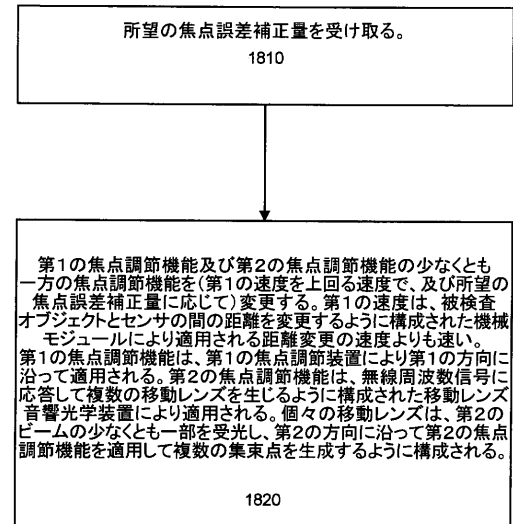 所望の焦点誤差補正量を受け取る。
1810
第1の焦点調節機能及び第2の焦点調節機能の少なくとも
一方の焦点調節機能を(第1の速度を上回る速度で、及び所望の
焦点誤差補正量に応じて)変更する。第1の速度は、被検査
オブジェクトとセンサの間の距離を変更するように構成された機械
モジュールにより適用される距離変更の速度よりも速い。
第1の焦点調節機能は、第1の焦点調節装置により第1の方向に
沿って適用される。第2の焦点調節機能は、無線周波数信号に
応答して複数の移動レンズを生じるように構成された移動レンズ
音響光学装置により適用される。個々の移動レンズは、第2の
ビームの少なくとも一部を受光し、第2の方向に沿って第2の焦点
調節機能を適用して複数の集束点を生成するように構成される。
1820